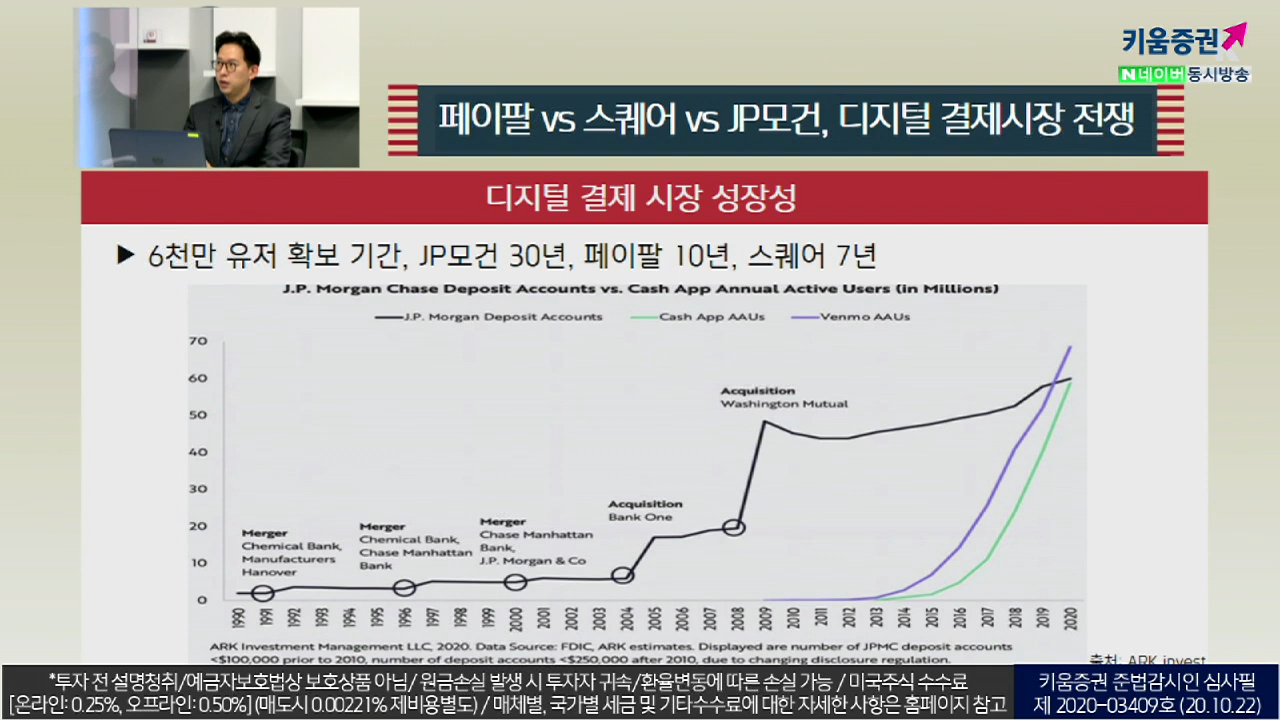 키움증권
N 네이버 동시방송
페이팔 vs 스퀘어 vs JP모건, 디지털 결제시장 전쟁
디지털 결제 시장 성장성
▶ 6천만 유저 확보 기간, JP모건 30년, 페이팔 10년, 스퀘어 7년
J.P. Morgan Chase Deposit Accounts vs. Cash App Annual Active Users (in Millions)
J.P. Morgan Deposit Accounts Cash App AAUs Venmo AAUs
70
60
50
40
30
20
10
0
Acquisition
Washington Mutual
Acquisition
Bank One
Merger
Chase Manhattan
Bank,
J.P. Morgan & Co
Merger
Chemical Bank,
Chase Manhattan
Bank
Merger
Chemical Bank,
Manufacturers
Hanover
1990 1991 1992 1993 1994 1995 1996 1997 1998 1999 2000 2001 2002 2003 2004 2005 2006 2007 2008 2009 2010 2011 2012 2013 2014 2015 2016 2017 2018 2019 2020
ARK Investment Management LLC, 2020. Data Source: FDIC, ARK estimates. Displayed are number of JPMC deposit accounts
<$100,000 prior to 2010, number of deposit accounts <$250,000 after 2010, due to changing disclosure regulation.
출처: ARK invest
*투자 전 설명청취/예금자보호법상 보호상품 아님/ 원금손실 발생 시 투자자 귀속/환율변동에 따른 손실 가능 / 미국주식 수수료
[온라인: 0.25%, 오프라인: 0.50%] (매도시 0.00221% 제비용별도) / 매체별, 국가별 세금 및 기타수수료에 대한 자세한 사항은 홈페이지 참고
키움증권 준법감시인 심사필
제 2020-03409호 (20.10.22)